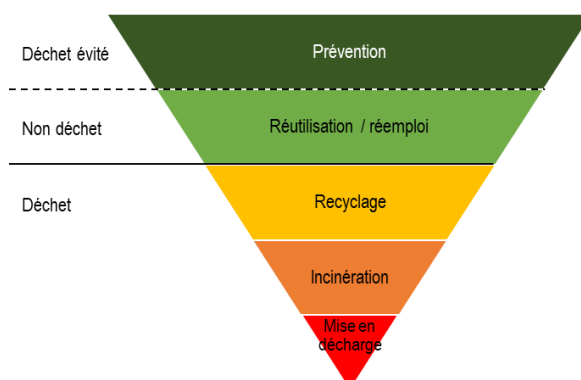 Déchet évité
Prévention
Non déchet
Réutilisation / réemploi
Déchet
Recyclage
Incinération
Mise en
décharge